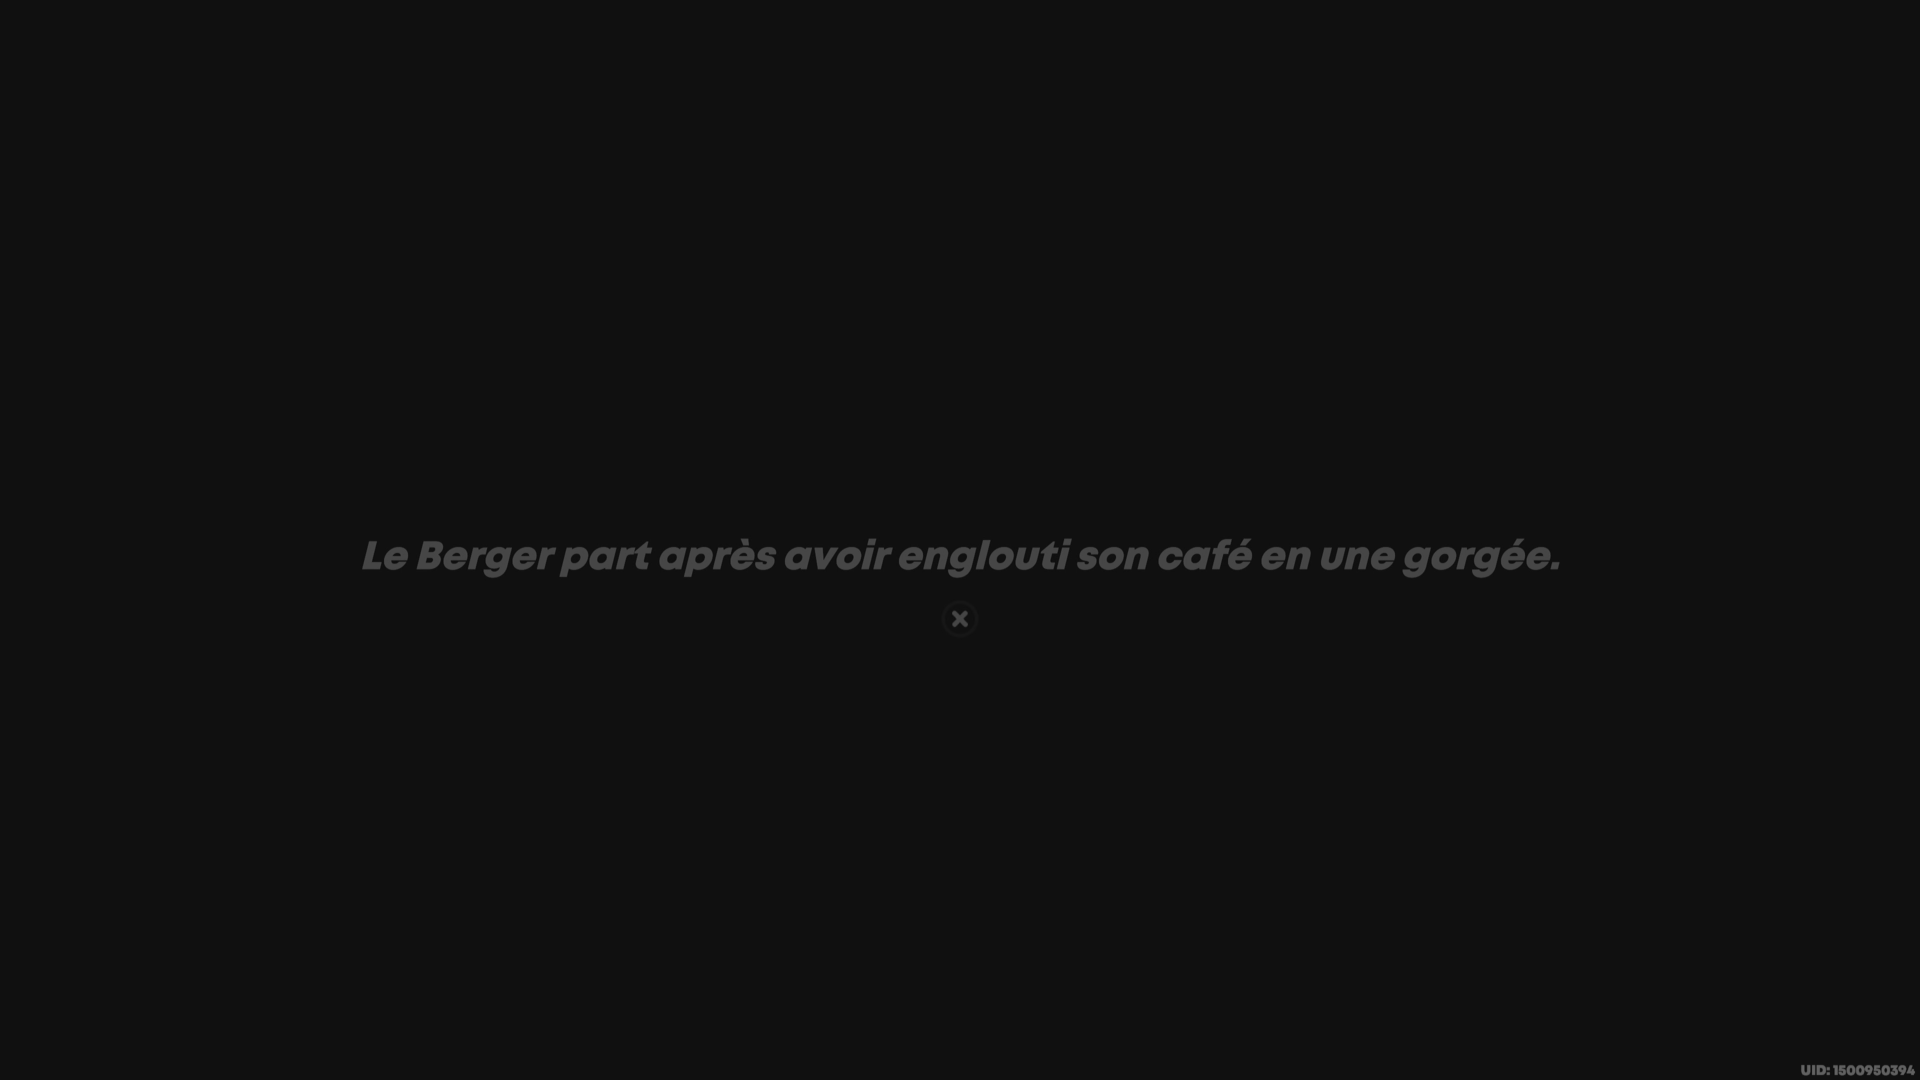 Le Berger part après avoir englouti son café en une gorgée.
UID: 1500950394